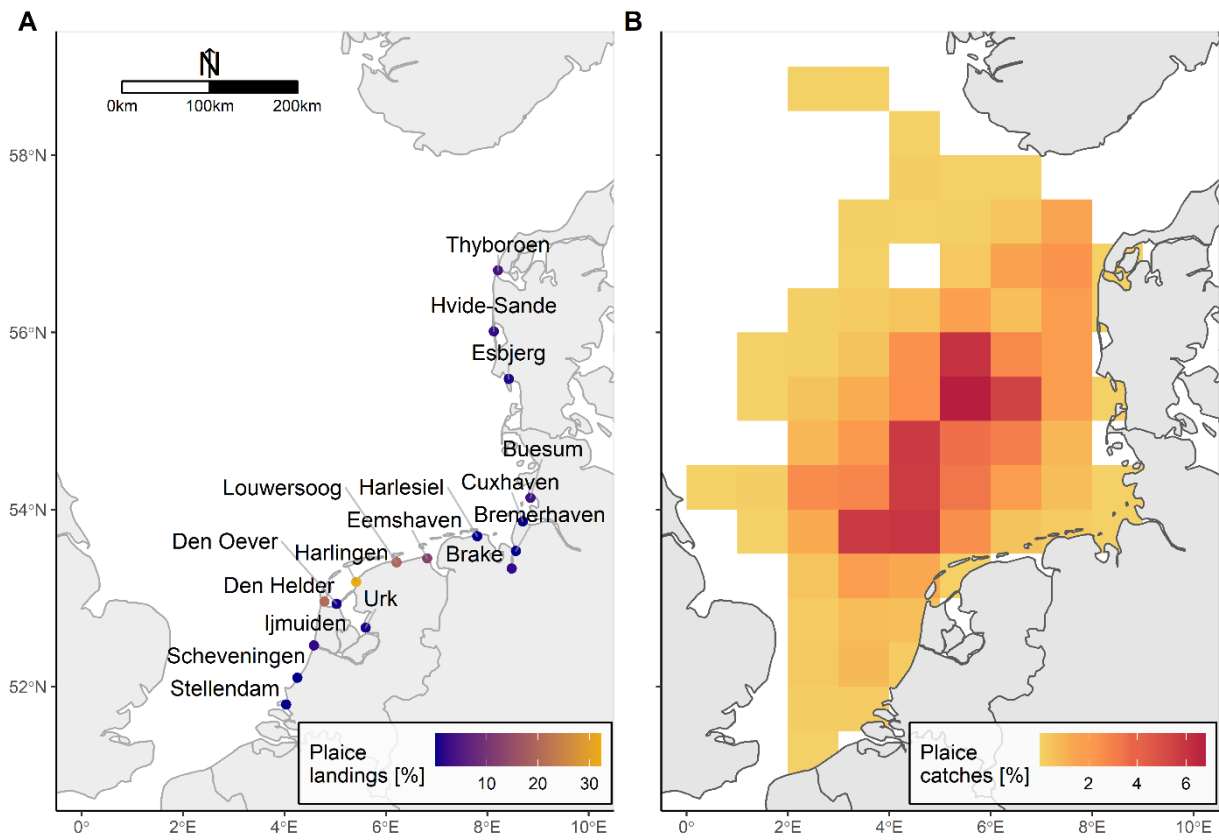 A
N
0km 100km 200km
58°N
56°N
54°N
52°N
Thyboroen
Hvide-Sande
Esbjerg
Buesum
Louwersoog Harlesiel Cuxhaven
Eemshaven Bremerhaven
Den Oever Harlingen Brake
Den Helder Urk
Ijmuiden
Scheveningen
Stellendam
Plaice
landings [%]
10 20 30
0° 2°E 4°E 6°E 8°E 10°E
B
Plaice
catches [%]
2 4 6
0° 2°E 4°E 6°E 8°E 10°E